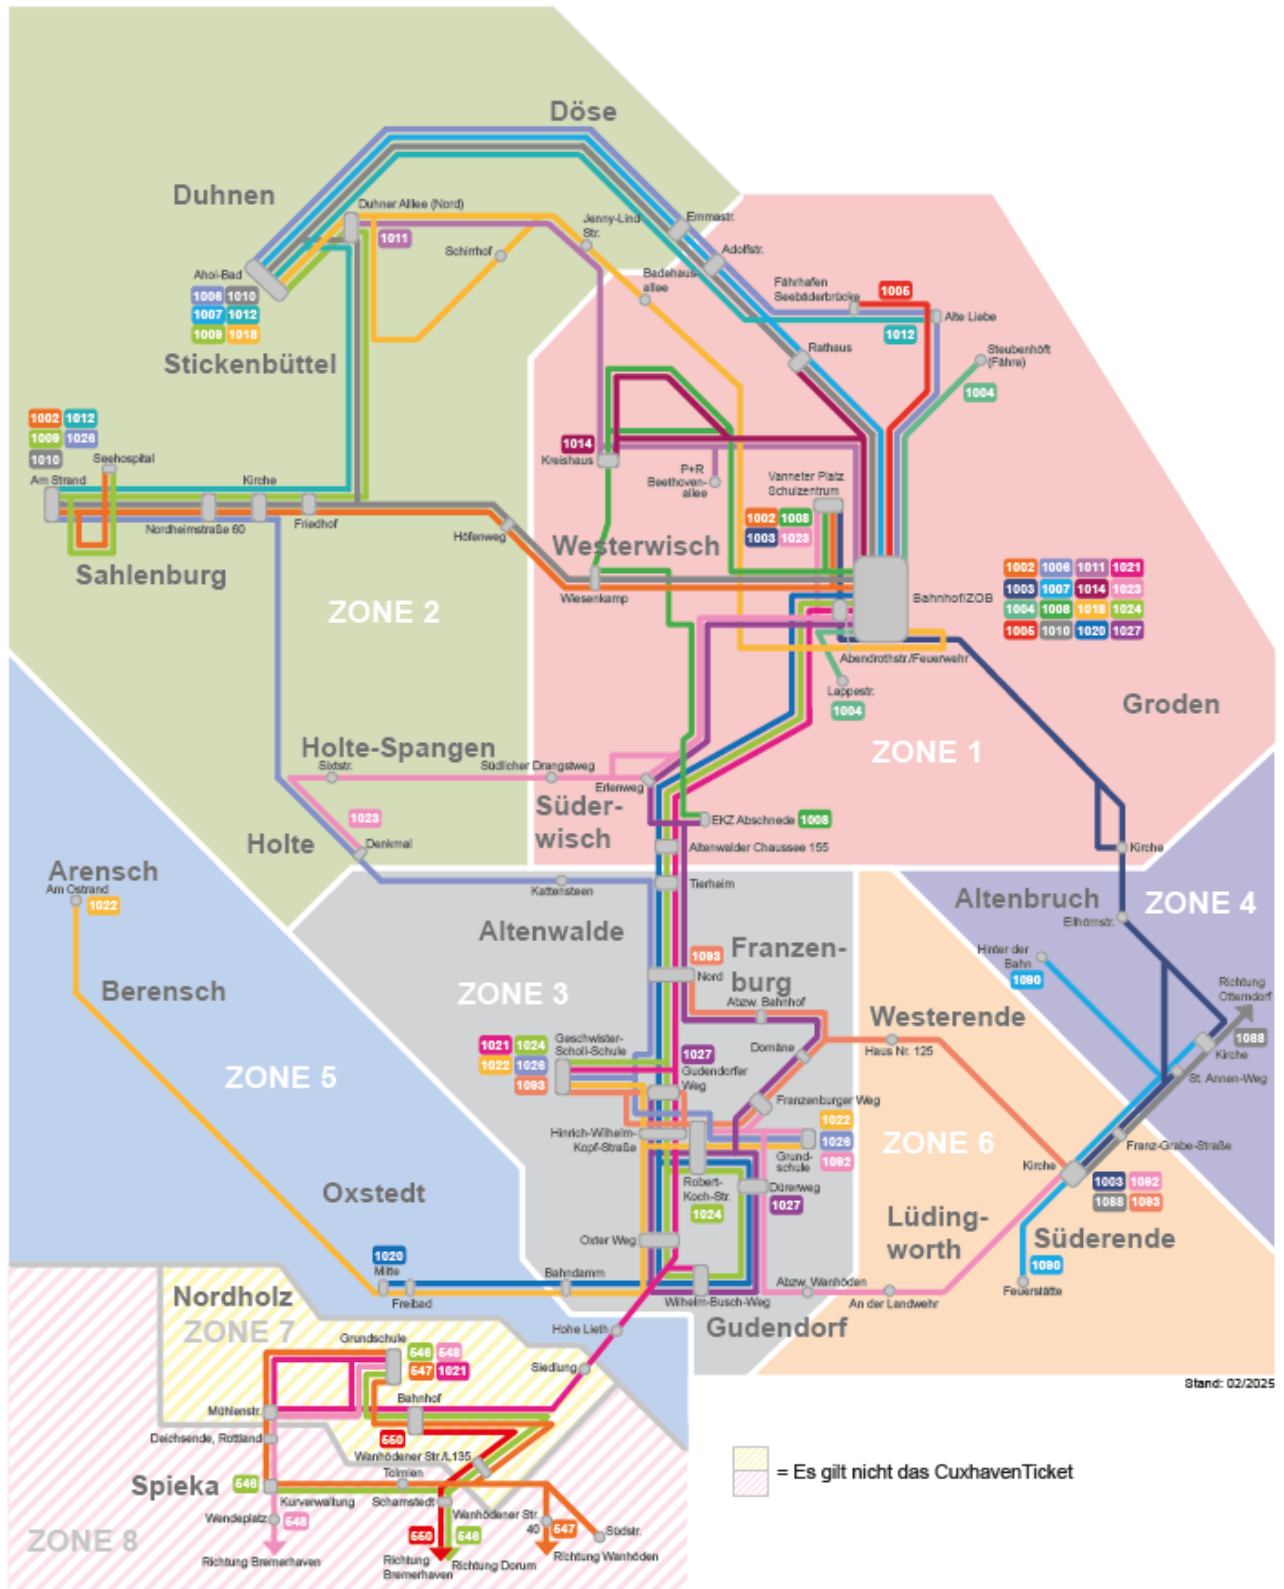 Döse
Duhnen
Duhner Alllee (Nord)
1011
Jenny-Lind
Str.
Emmastr.
Schirrhof
Adolfstr.
Badehaus-
allee
Ahoi-Bad
1006 1010
1007 1012
1009 1018
Fährhafen
Seebäderbrücke
1005
Alte Liebe
1012
Stickenbüttel
Rathaus
Steubenhöft
(Fähre)
1004
1002 1012
1009 1026
1010
Seehospital
Am Strand
Kirche
Nordheimstraße 60
Friedhof
Sahlenburg
1014
Kreishaus
P+R
Beethoven-
allee
Vanneter Platz
Schulzentrum
1002 1008
1003 1023
Höfenweg
Westerwisch
Wiesenkamp
ZONE 2
Bahnhof/ZOB
1002 1006 1011 1021
1003 1007 1014 1023
1004 1008 1018 1024
1005 1010 1020 1027
Abendrothstr./Feuerwehr
Lappestr.
1004
Groden
ZONE 1
Holte-Spangen
Sixtstr.
Südlicher Drangstweg
Erlenweg
Süder-
wisch
1023
Holte
Denkmal
EKZ Abschnede 1008
Altenwalder Chaussee 155
Kirche
Arensch
Am Ostrand
1022
Kattensteen
Tierheim
Altenbruch
ZONE 4
Ellhornstr.
Altenwalde
Franzen-
burg
1093
Nord
Hinter der
Bahn
1090
Berensch
ZONE 3
Abzw. Bahnhof
Westerende
Haus Nr. 125
Richtung
Otterndorf
1088
Kirche
St. Annen-Weg
1021 1024
1022 1026
1093
Geschwister-
Scholl-Schule
1027
Gudendorfer
Weg
Domäne
ZONE 5
Franzenburger Weg
1022
1026
1092
Grund-
schule
Hinrich-Wilhelm-
Kopf-Straße
ZONE 6
Franz-Grabe-Straße
Kirche
1003 1092
1088 1093
Robert-
Koch-Str.
1024
Dürerweg
1027
Oxstedt
Lüding-
worth
Süderende
1090
Feuerstätte
Oxter Weg
1020
Mitte
Freibad
Bahndamm
Wilhelm-Busch-Weg
Abzw. Wanhöden
An der Landwehr
Nordholz
ZONE 7
Hohe Lieth
Gudendorf
Grundschule
546 548
547 1021
Siedlung
Stand: 02/2025
Mühlenstr.
Bahnhof
550
Deichsende, Rottland
Wanhödener Str./L135
Tolmien
Spieka
546
Kurverwaltung
Scharnstedt
Wanhödener Str.
40
547
Südstr.
Wendeplatz
548
550
546
ZONE 8
Richtung Bremerhaven
Richtung
Bremerhaven
Richtung Dorum
Richtung Wanhöden
= Es gilt nicht das CuxhavenTicket